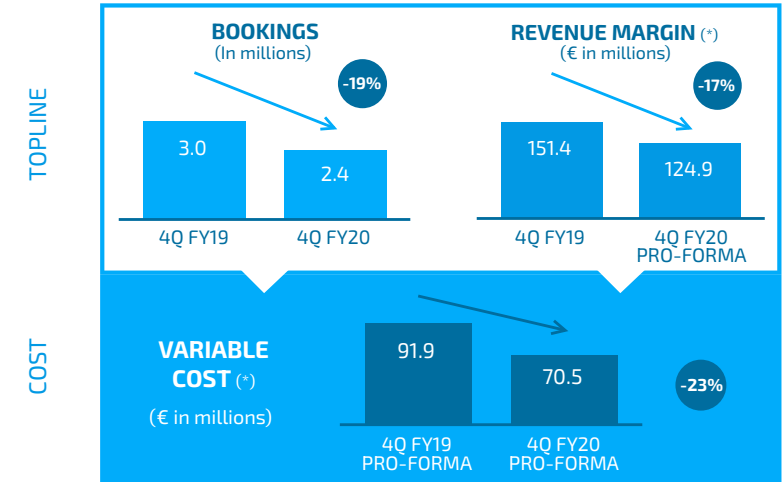 TOPLINE
BOOKINGS
(In millions)
-19%
3.0
2.4
4Q FY19
4Q FY20
REVENUE MARGIN (*)
(€ in millions)
-17%
151.4
124.9
4Q FY19
4Q FY20
PRO-FORMA
COST
VARIABLE
COST (*)
(€ in millions)
91.9
70.5
-23%
4Q FY19
PRO-FORMA
4Q FY20
PRO-FORMA